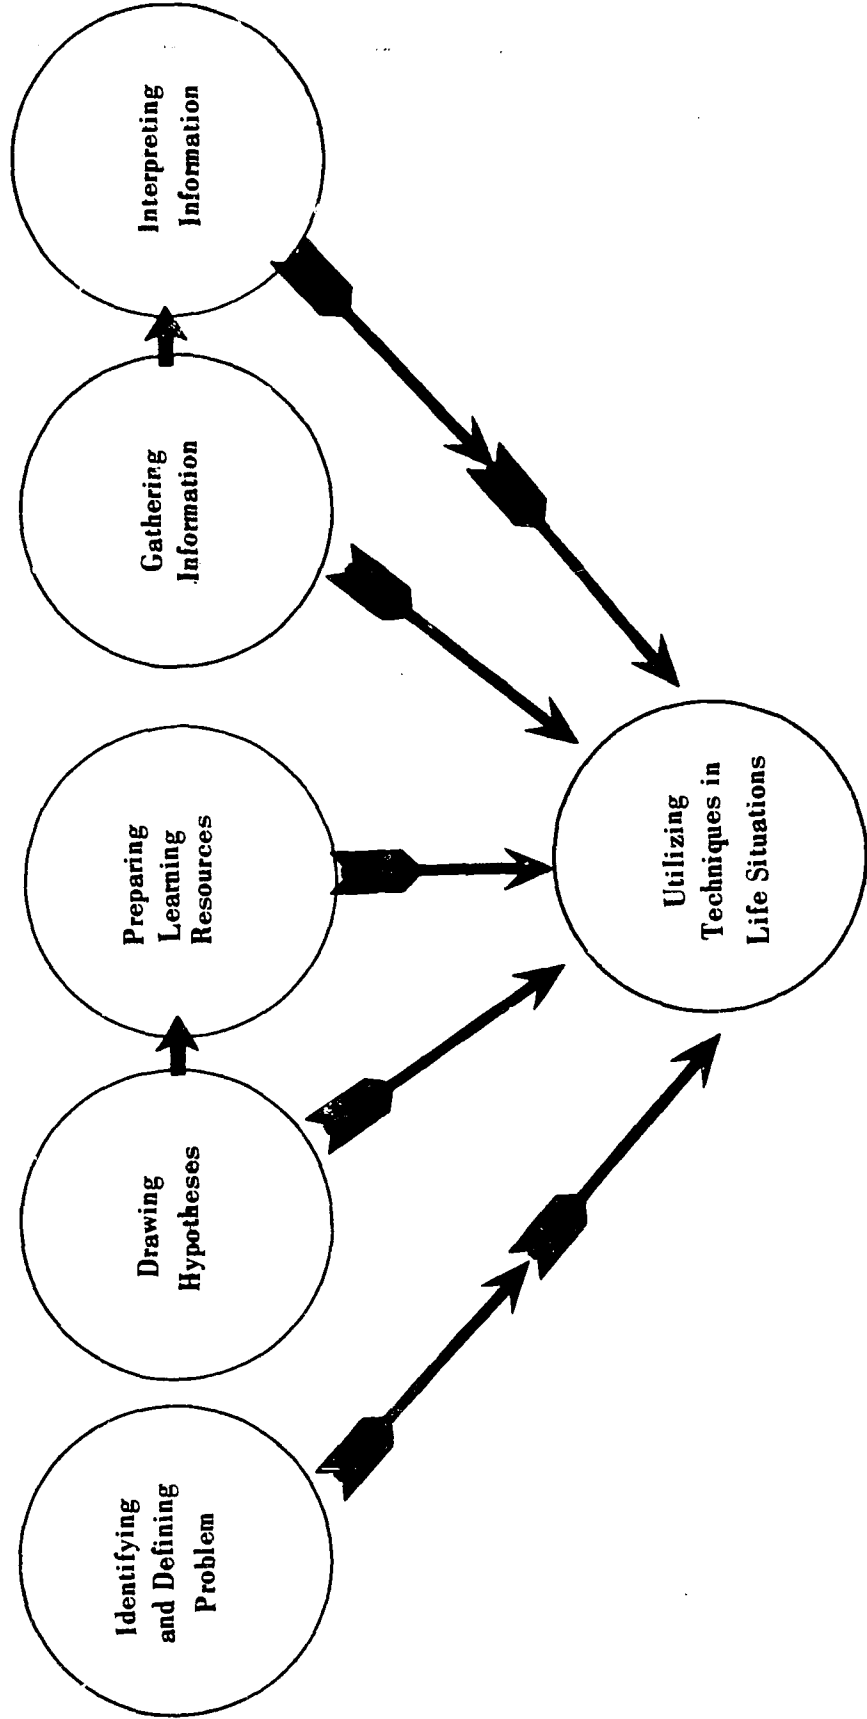 Identifying
and Defining
Problem
Drawing
Hypotheses
Preparing
Learning
Resources
Gathering
Information
Interpreting
Information
Utilizing
Techniques in
Life Situations